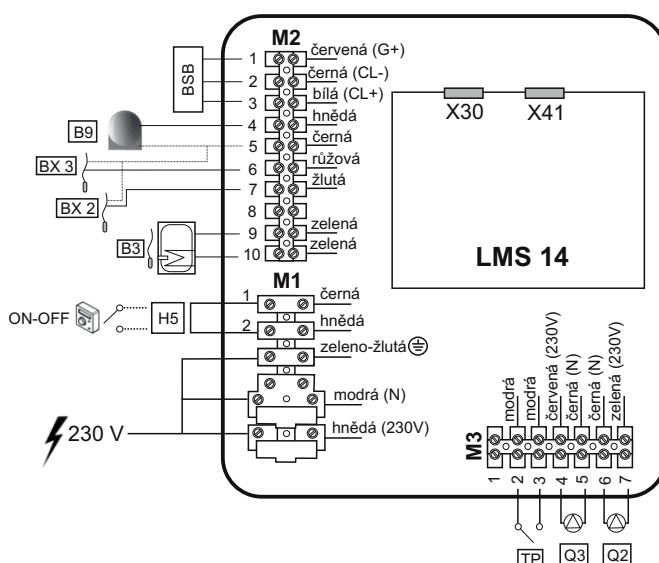 M2
BSB
1 červená (G+)
2 černá (CL-)
3 bílá (CL+)
B9 4 hnědá
5 černá
BX 3 6 růžová
7 žlutá
BX 2
8
B3 9 zelená
10 zelená
X30 X41
LMS 14
M1
ON-OFF H5
1 černá
2 hnědá
zeleno-žlutá
modrá (N)
230 V hnědá (230V)
M3
modrá
modrá
červená (230V)
černá (N)
černá (N)
zelená (230V)
1 2 3 4 5 6 7
TP Q3 Q2